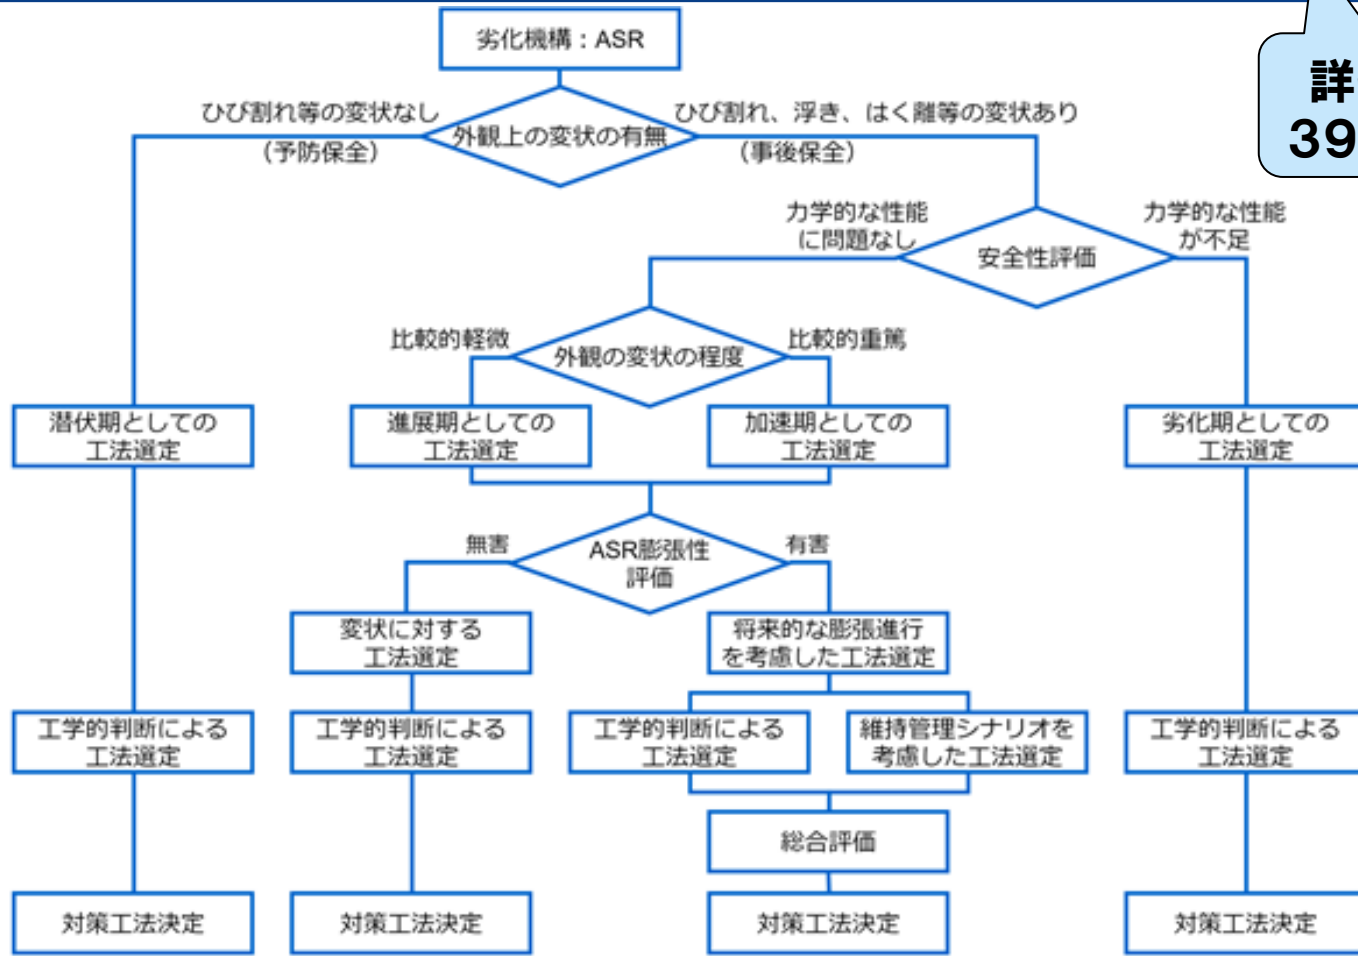 劣化機構：ASR
詳
39
ひび割れ等の変状なし
（予防保全）
外観上の変状の有無
ひび割れ、浮き、はく離等の変状あり
（事後保全）
力学的な性能
に問題なし
安全性評価
力学的な性能
が不足
比較的軽微
外観の変状の程度
比較的重篤
潜伏期としての
工法選定
進展期としての
工法選定
加速期としての
工法選定
劣化期としての
工法選定
無害
ASR膨張性
評価
有害
変状に対する
工法選定
将来的な膨張進行
を考慮した工法選定
工学的判断による
工法選定
工学的判断による
工法選定
工学的判断による
工法選定
維持管理シナリオを
考慮した工法選定
工学的判断による
工法選定
総合評価
対策工法決定
対策工法決定
対策工法決定
対策工法決定